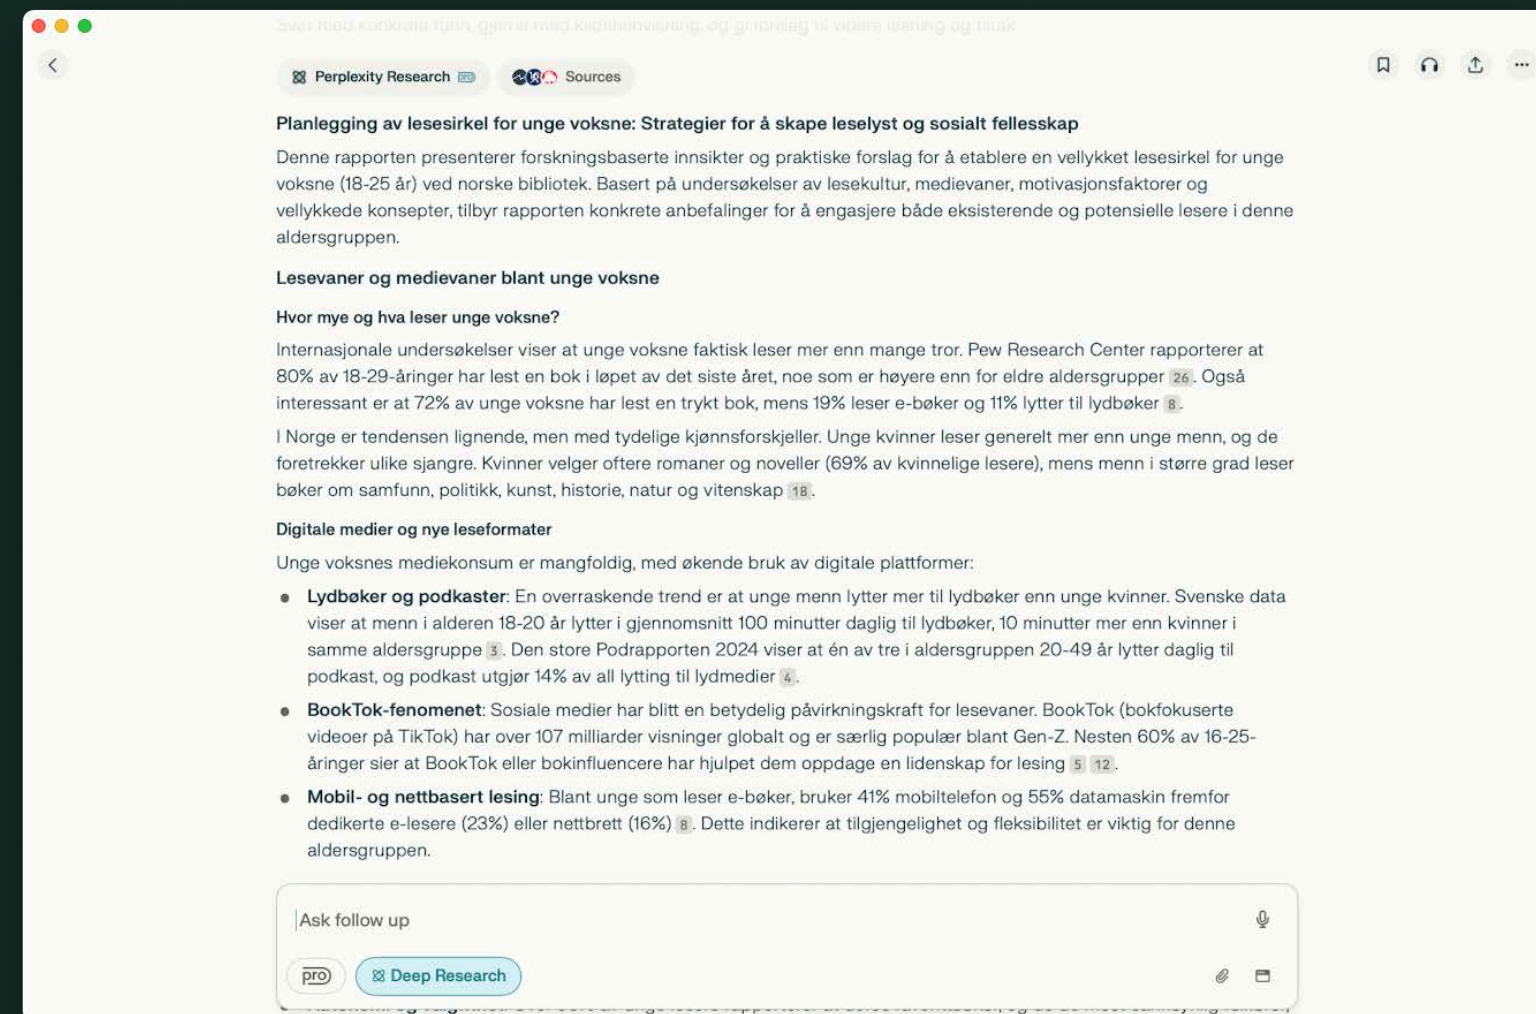 Svar med konkrete funn, gjerne med kildehenvisning, og gi forslag til videre lesning og tiltak
Perplexity Research pro Sources
Planlegging av lesesirkel for unge voksne: Strategier for å skape leselyst og sosialt fellesskap
Denne rapporten presenterer forskningsbaserte innsikter og praktiske forslag for å etablere en vellykket lesesirkel for unge
voksne (18-25 år) ved norske bibliotek. Basert på undersøkelser av lesekultur, medievaner, motivasjonsfaktorer og
vellykkede konsepter, tilbyr rapporten konkrete anbefalinger for å engasjere både eksisterende og potensielle lesere i denne
aldersgruppen.
Lesevaner og medievaner blant unge voksne
Hvor mye og hva leser unge voksne?
Internasjonale undersøkelser viser at unge voksne faktisk leser mer enn mange tror. Pew Research Center rapporterer at
80% av 18-29-åringer har lest en bok i løpet av det siste året, noe som er høyere enn for eldre aldersgrupper 26. Også
interessant er at 72% av unge voksne har lest en trykt bok, mens 19% leser e-bøker og 11% lytter til lydbøker 8.
I Norge er tendensen lignende, men med tydelige kjønnsforskjeller. Unge kvinner leser generelt mer enn unge menn, og de
foretrekker ulike sjangre. Kvinner velger oftere romaner og noveller (69% av kvinnelige lesere), mens menn i større grad leser
bøker om samfunn, politikk, kunst, historie, natur og vitenskap 18.
Digitale medier og nye leseformater
Unge voksnes mediekonsum er mangfoldig, med økende bruk av digitale plattformer:
● Lydbøker og podkaster: En overraskende trend er at unge menn lytter mer til lydbøker enn unge kvinner. Svenske data
viser at menn i alderen 18-20 år lytter i gjennomsnitt 100 minutter daglig til lydbøker, 10 minutter mer enn kvinner i
samme aldersgruppe 3. Den store Podrapporten 2024 viser at én av tre i aldersgruppen 20-49 år lytter daglig til
podkast, og podkast utgjør 14% av all lytting til lydmedier 4.
● BookTok-fenomenet: Sosiale medier har blitt en betydelig påvirkningskraft for lesevaner. BookTok (bokfokuserte
videoer på TikTok) har over 107 milliarder visninger globalt og er særlig populær blant Gen-Z. Nesten 60% av 16-25-
åringer sier at BookTok eller bokinfluencere har hjulpet dem oppdage en lidenskap for lesing 5 12.
● Mobil- og nettbasert lesing: Blant unge som leser e-bøker, bruker 41% mobiltelefon og 55% datamaskin fremfor
dedikerte e-lesere (23%) eller nettbrett (16%) 8. Dette indikerer at tilgjengelighet og fleksibilitet er viktig for denne
aldersgruppen.
Ask follow up
pro Deep Research